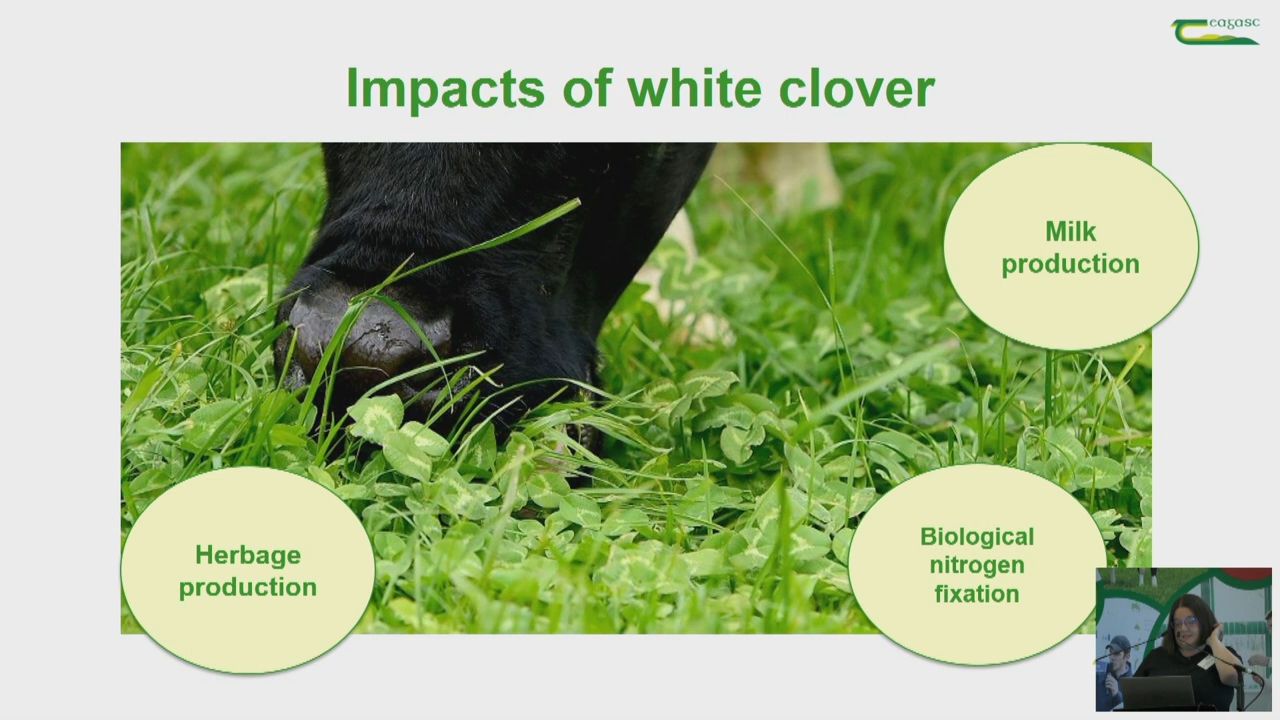 Teagasc
Impacts of white clover
Milk
production
Herbage
production
Biological
nitrogen
fixation